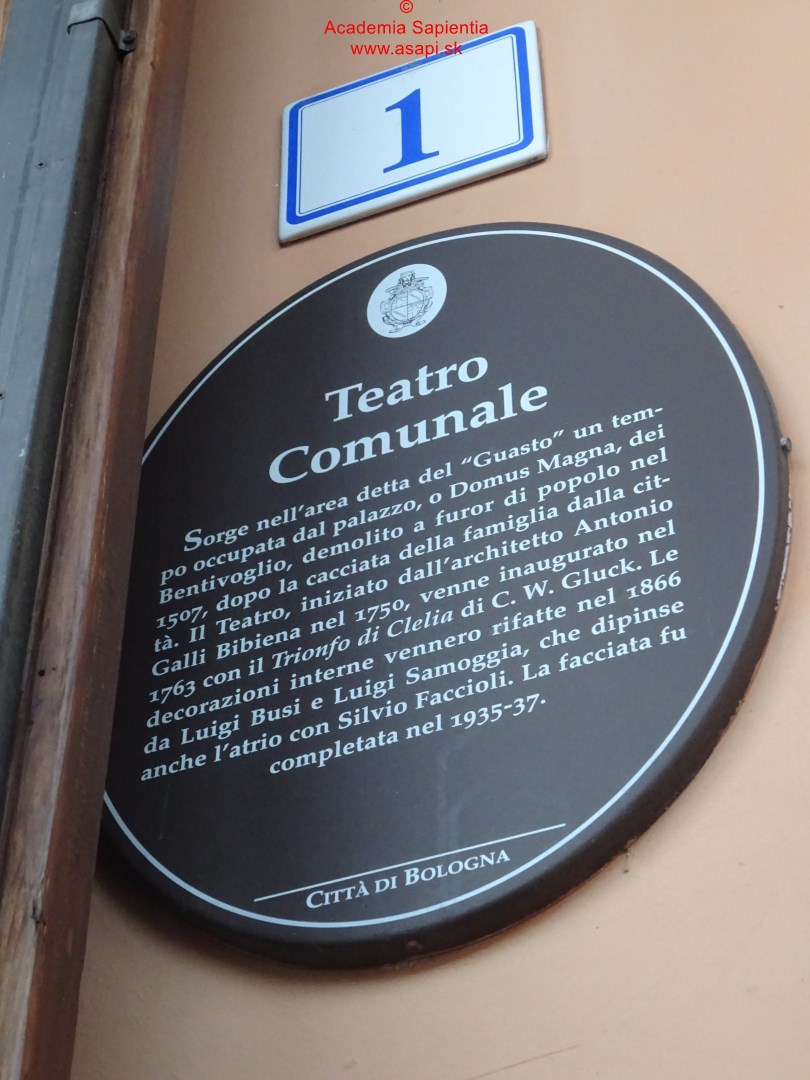 ©
Academia Sapientia
www.asapi.sk
1
Teatro
Comunale
Sorge nell'area detta del "Guasto" un tem-
po occupata dal palazzo, o Domus Magna, dei
Bentivoglio, demolito a furor di popolo nel
1507, dopo la cacciata della famiglia dalla cit-
tà. Il Teatro, iniziato dall'architetto Antonio
Galli Bibiena nel 1750, venne inaugurato nel
1763 con il Trionfo di Clelia di C. W. Gluck. Le
decorazioni interne vennero rifatte nel 1866
da Luigi Busi e Luigi Samoggia, che dipinse
anche l'atrio con Silvio Faccioli. La facciata fu
completata nel 1935-37.
Città di Bologna